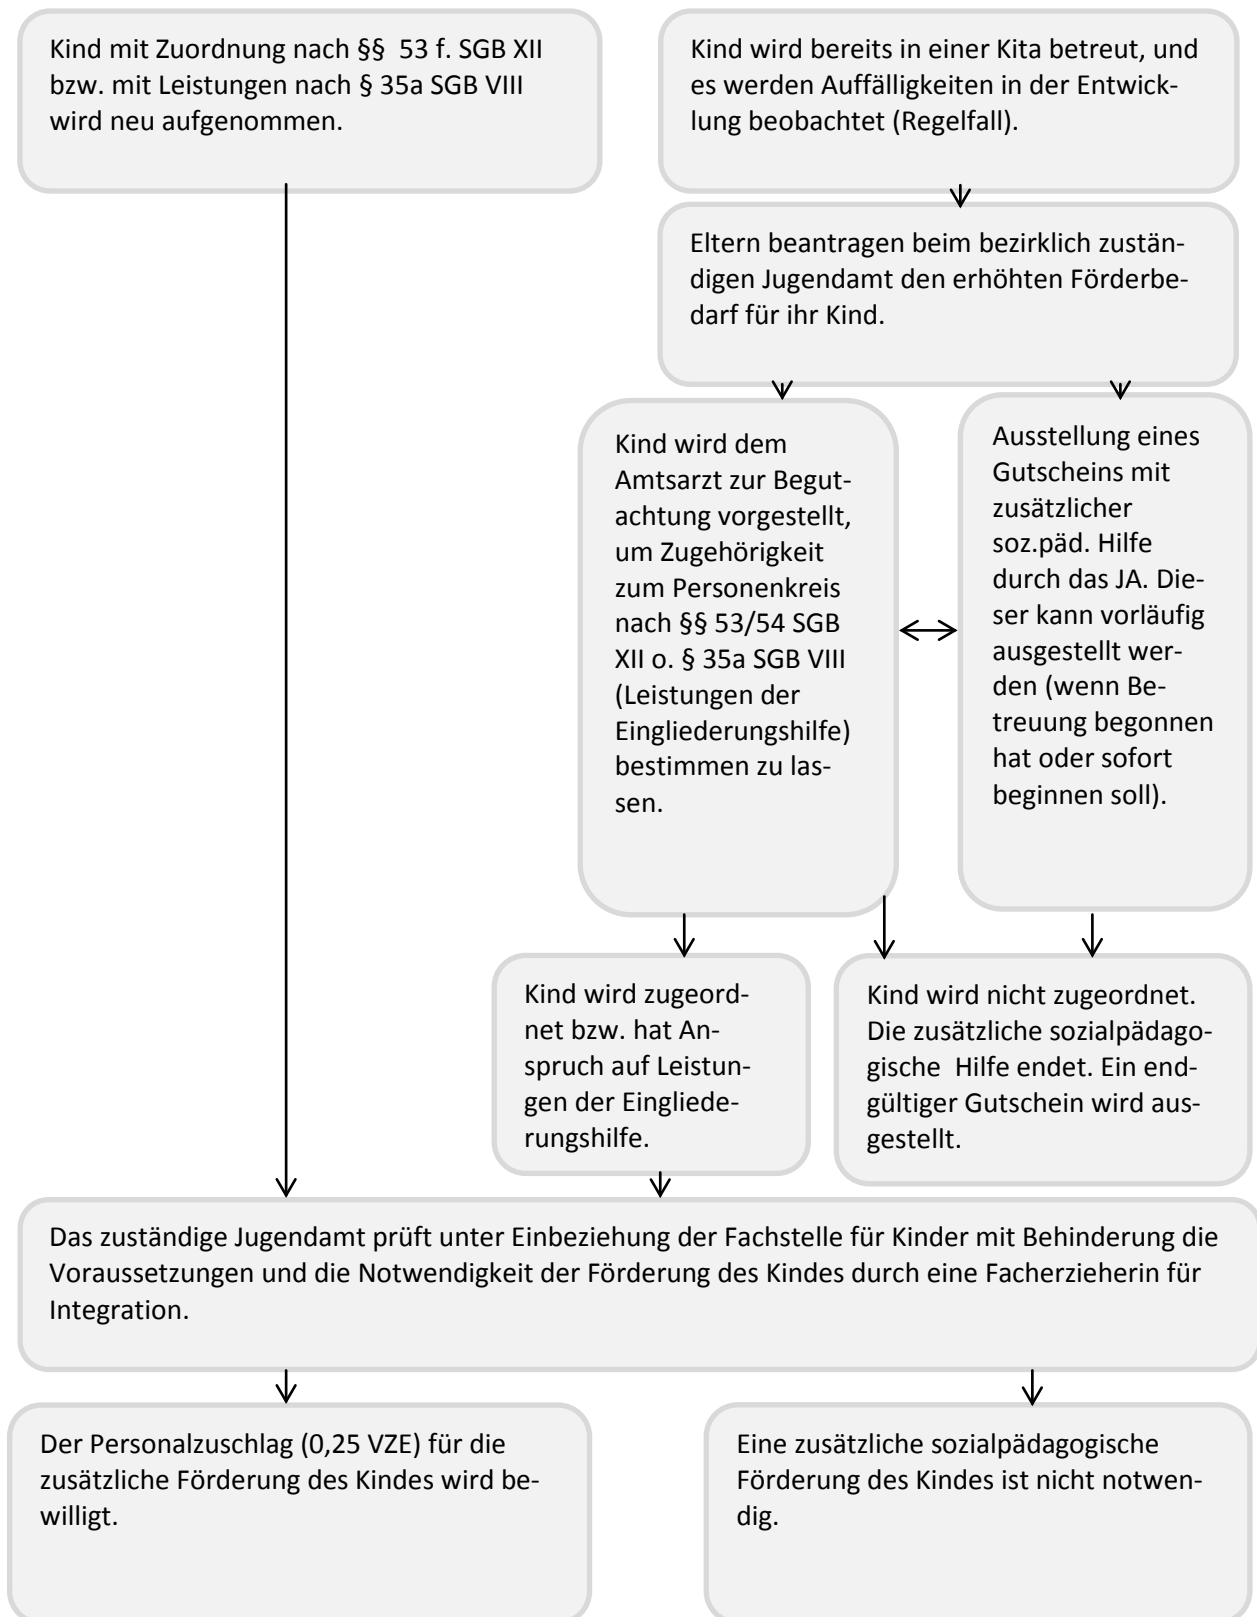 Kind mit Zuordnung nach §§  53 f. SGB XII
bzw. mit Leistungen nach § 35a SGB VIII
wird neu aufgenommen.
Kind wird bereits in einer Kita betreut, und
es werden Auffälligkeiten in der Entwick-
lung beobachtet (Regelfall).
Eltern beantragen beim bezirklich zustän-
digen Jugendamt den erhöhten Förderbe-
darf für ihr Kind.
Kind wird dem
Amtsarzt zur Begut-
achtung vorgestellt,
um Zugehörigkeit
zum Personenkreis
nach §§ 53/54 SGB
XII o. § 35a SGB VIII
(Leistungen der
Eingliederungshilfe)
bestimmen zu las-
sen.
Ausstellung eines
Gutscheins mit
zusätzlicher
soz.päd. Hilfe
durch das JA. Die-
ser kann vorläufig
ausgestellt wer-
den (wenn Be-
treuung begonnen
hat oder sofort
beginnen soll).
Kind wird zugeord-
net bzw. hat An-
spruch auf Leistun-
gen der Eingliede-
rungshilfe.
Kind wird nicht zugeordnet.
Die zusätzliche sozialpädago-
gische  Hilfe endet. Ein end-
gültiger Gutschein wird aus-
gestellt.
Das zuständige Jugendamt prüft unter Einbeziehung der Fachstelle für Kinder mit Behinderung die
Voraussetzungen und die Notwendigkeit der Förderung des Kindes durch eine Facherzieherin für
Integration.
Der Personalzuschlag (0,25 VZE) für die
zusätzliche Förderung des Kindes wird be-
willigt.
Eine zusätzliche sozialpädagogische
Förderung des Kindes ist nicht notwen-
dig.